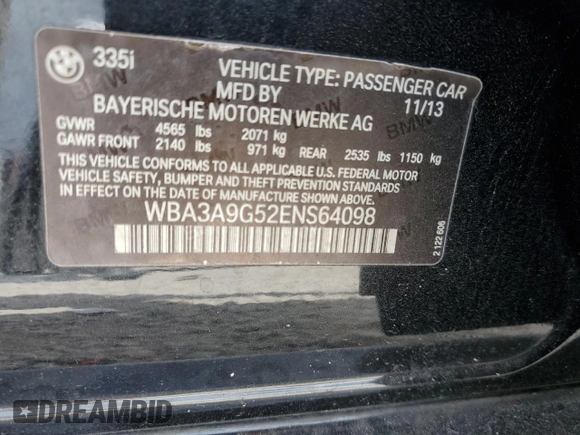 335i
VEHICLE TYPE: PASSENGER CAR
MFD BY 11/13
BAYERISCHE MOTOREN WERKE AG
GVWR 4565 lbs 2071 kg
GAWR FRONT 2140 lbs 971 kg REAR 2535 lbs 1150 kg
THIS VEHICLE CONFORMS TO ALL APPLICABLE U.S. FEDERAL MOTOR
VEHICLE SAFETY, BUMPER AND THEFT PREVENTION STANDARDS
IN EFFECT ON THE DATE OF MANUFACTURE SHOWN ABOVE.
WBA3A9G52ENS64098
2 122 606
DREAMBID